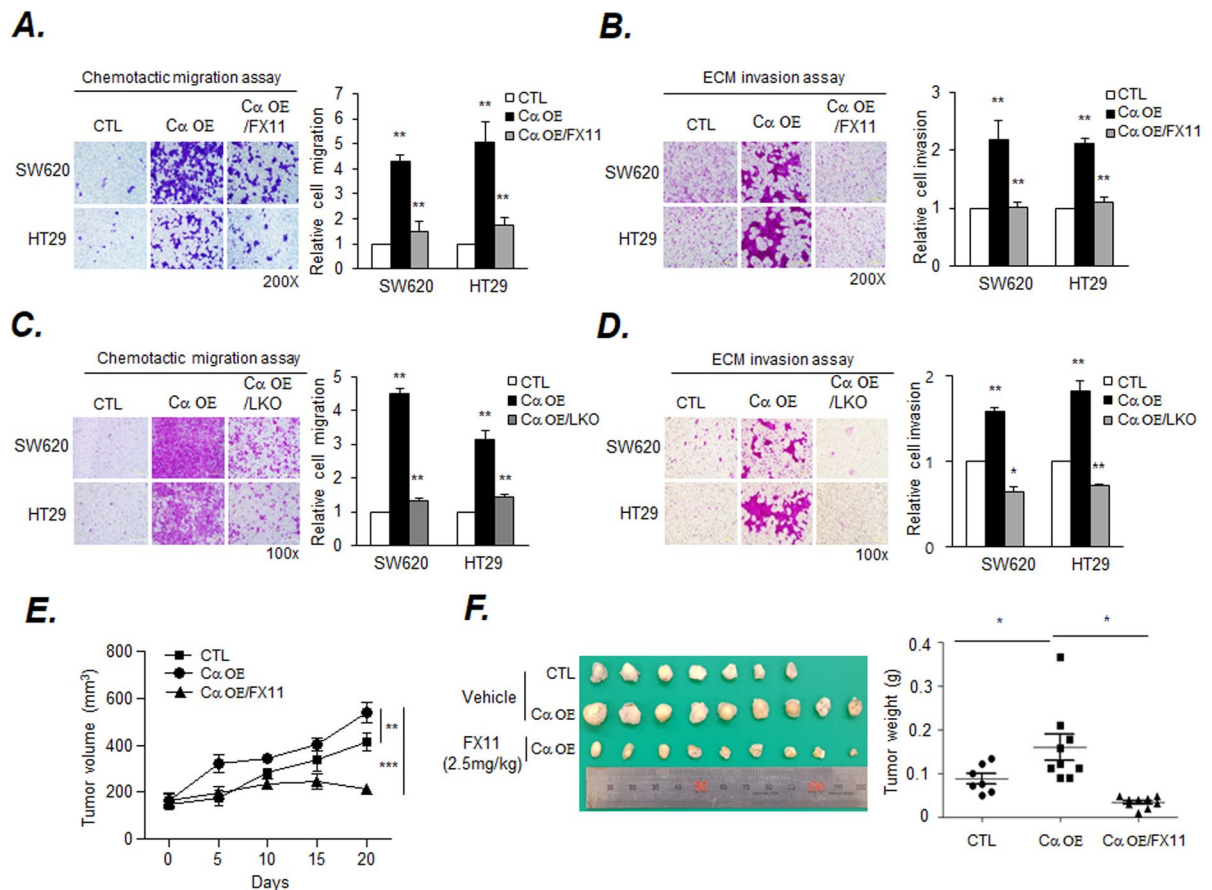 A.
Chemotactic migration assay
CTL
Cα OE
Cα OE
/FX11
SW620
HT29
200X
Relative cell migration
7
6
5
4
3
2
1
0
**
**
**
**
SW620
HT29
CTL
Cα OE
Cα OE/FX11
B.
ECM invasion assay
CTL
Cα OE
Cα OE
/FX11
SW620
HT29
200X
Relative cell invasion
3
2
1
0
**
**
**
**
SW620
HT29
CTL
Cα OE
Cα OE/FX11
C.
Chemotactic migration assay
CTL
Cα OE
Cα OE
/LKO
SW620
HT29
100x
Relative cell migration
5
4
3
2
1
0
**
**
**
**
SW620
HT29
CTL
Cα OE
Cα OE/LKO
D.
ECM invasion assay
CTL
Cα OE
Cα OE
/LKO
SW620
HT29
100x
Relative cell invasion
2
1
0
**
*
**
**
SW620
HT29
CTL
Cα OE
Cα OE/LKO
E.
Tumor volume (mm³)
800
600
400
200
0
CTL
Cα OE
Cα OE/FX11
**
***
0 5 10 15 20
Days
F.
Vehicle
CTL
Cα OE
FX11
(2.5mg/kg)
Cα OE
Tumor weight (g)
0.4
0.3
0.2
0.1
0
*
*
CTL
Cα OE
Cα OE/FX11